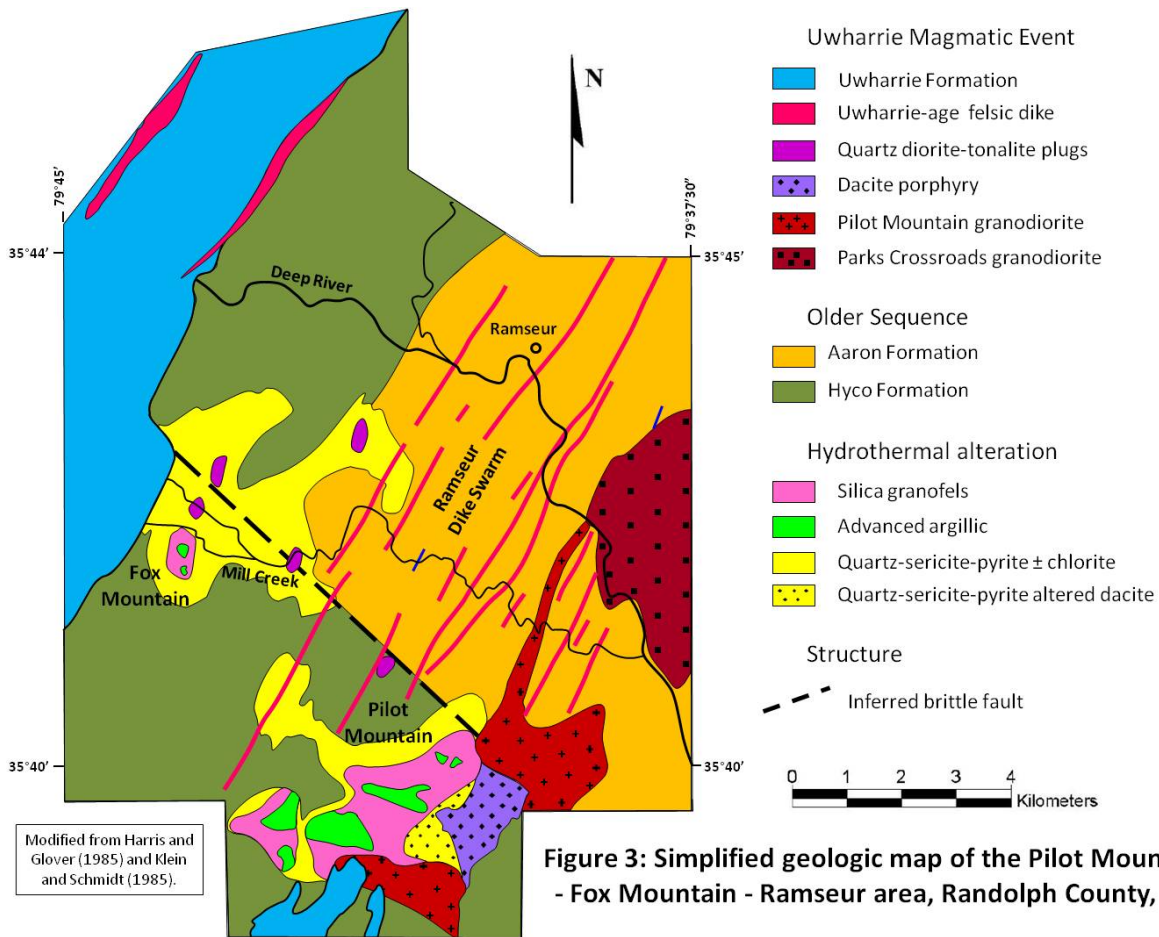 N
79°45′
79°37′30″
35°44′
35°45′
Deep River
Ramseur
Ramseur
Dike Swarm
Fox
Mountain
Mill Creek
Pilot
Mountain
35°40′
35°40′
Modified from Harris and
Glover (1985) and Klein
and Schmidt (1985).
Uwharrie Magmatic Event
Uwharrie Formation
Uwharrie-age felsic dike
Quartz diorite-tonalite plugs
Dacite porphyry
Pilot Mountain granodiorite
Parks Crossroads granodiorite
Older Sequence
Aaron Formation
Hyco Formation
Hydrothermal alteration
Silica granofels
Advanced argillic
Quartz-sericite-pyrite ± chlorite
Quartz-sericite-pyrite altered dacite
Structure
Inferred brittle fault
0 1 2 3 4
Kilometers
Figure 3: Simplified geologic map of the Pilot Moun
- Fox Mountain - Ramseur area, Randolph County,